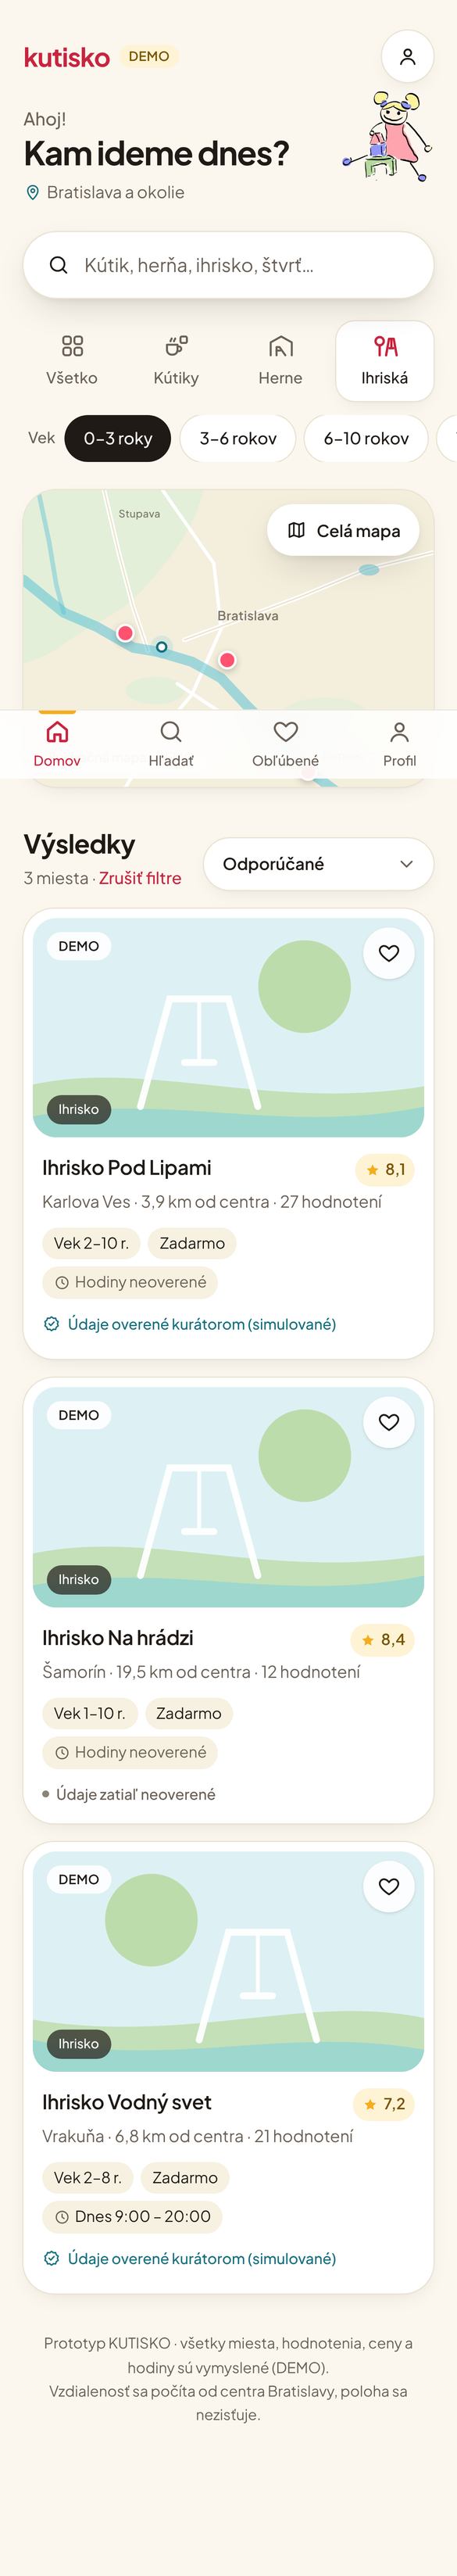 kutisko DEMO
Ahoj!
Kam ideme dnes?
Bratislava a okolie
Kútik, herňa, ihrisko, štvrť...
Všetko Kútiky Herne Ihriská
Vek 0–3 roky 3–6 rokov 6–10 rokov
Stupava
Celá mapa
Bratislava
Domov Hľadať Obľúbené Profil
Výsledky
3 miesta · Zrušiť filtre
Odporúčané
DEMO
Ihrisko
Ihrisko Pod Lipami 8,1
Karlova Ves · 3,9 km od centra · 27 hodnotení
Vek 2–10 r. Zadarmo
Hodiny neoverené
Údaje overené kurátorom (simulované)
DEMO
Ihrisko
Ihrisko Na hrádzi 8,4
Šamorín · 19,5 km od centra · 12 hodnotení
Vek 1–10 r. Zadarmo
Hodiny neoverené
Údaje zatiaľ neoverené
DEMO
Ihrisko
Ihrisko Vodný svet 7,2
Vrakuňa · 6,8 km od centra · 21 hodnotení
Vek 2–8 r. Zadarmo
Dnes 9:00 – 20:00
Údaje overené kurátorom (simulované)
Prototyp KUTISKO · všetky miesta, hodnotenia, ceny a
hodiny sú vymyslené (DEMO).
Vzdialenosť sa počíta od centra Bratislavy, poloha sa
nezisťuje.